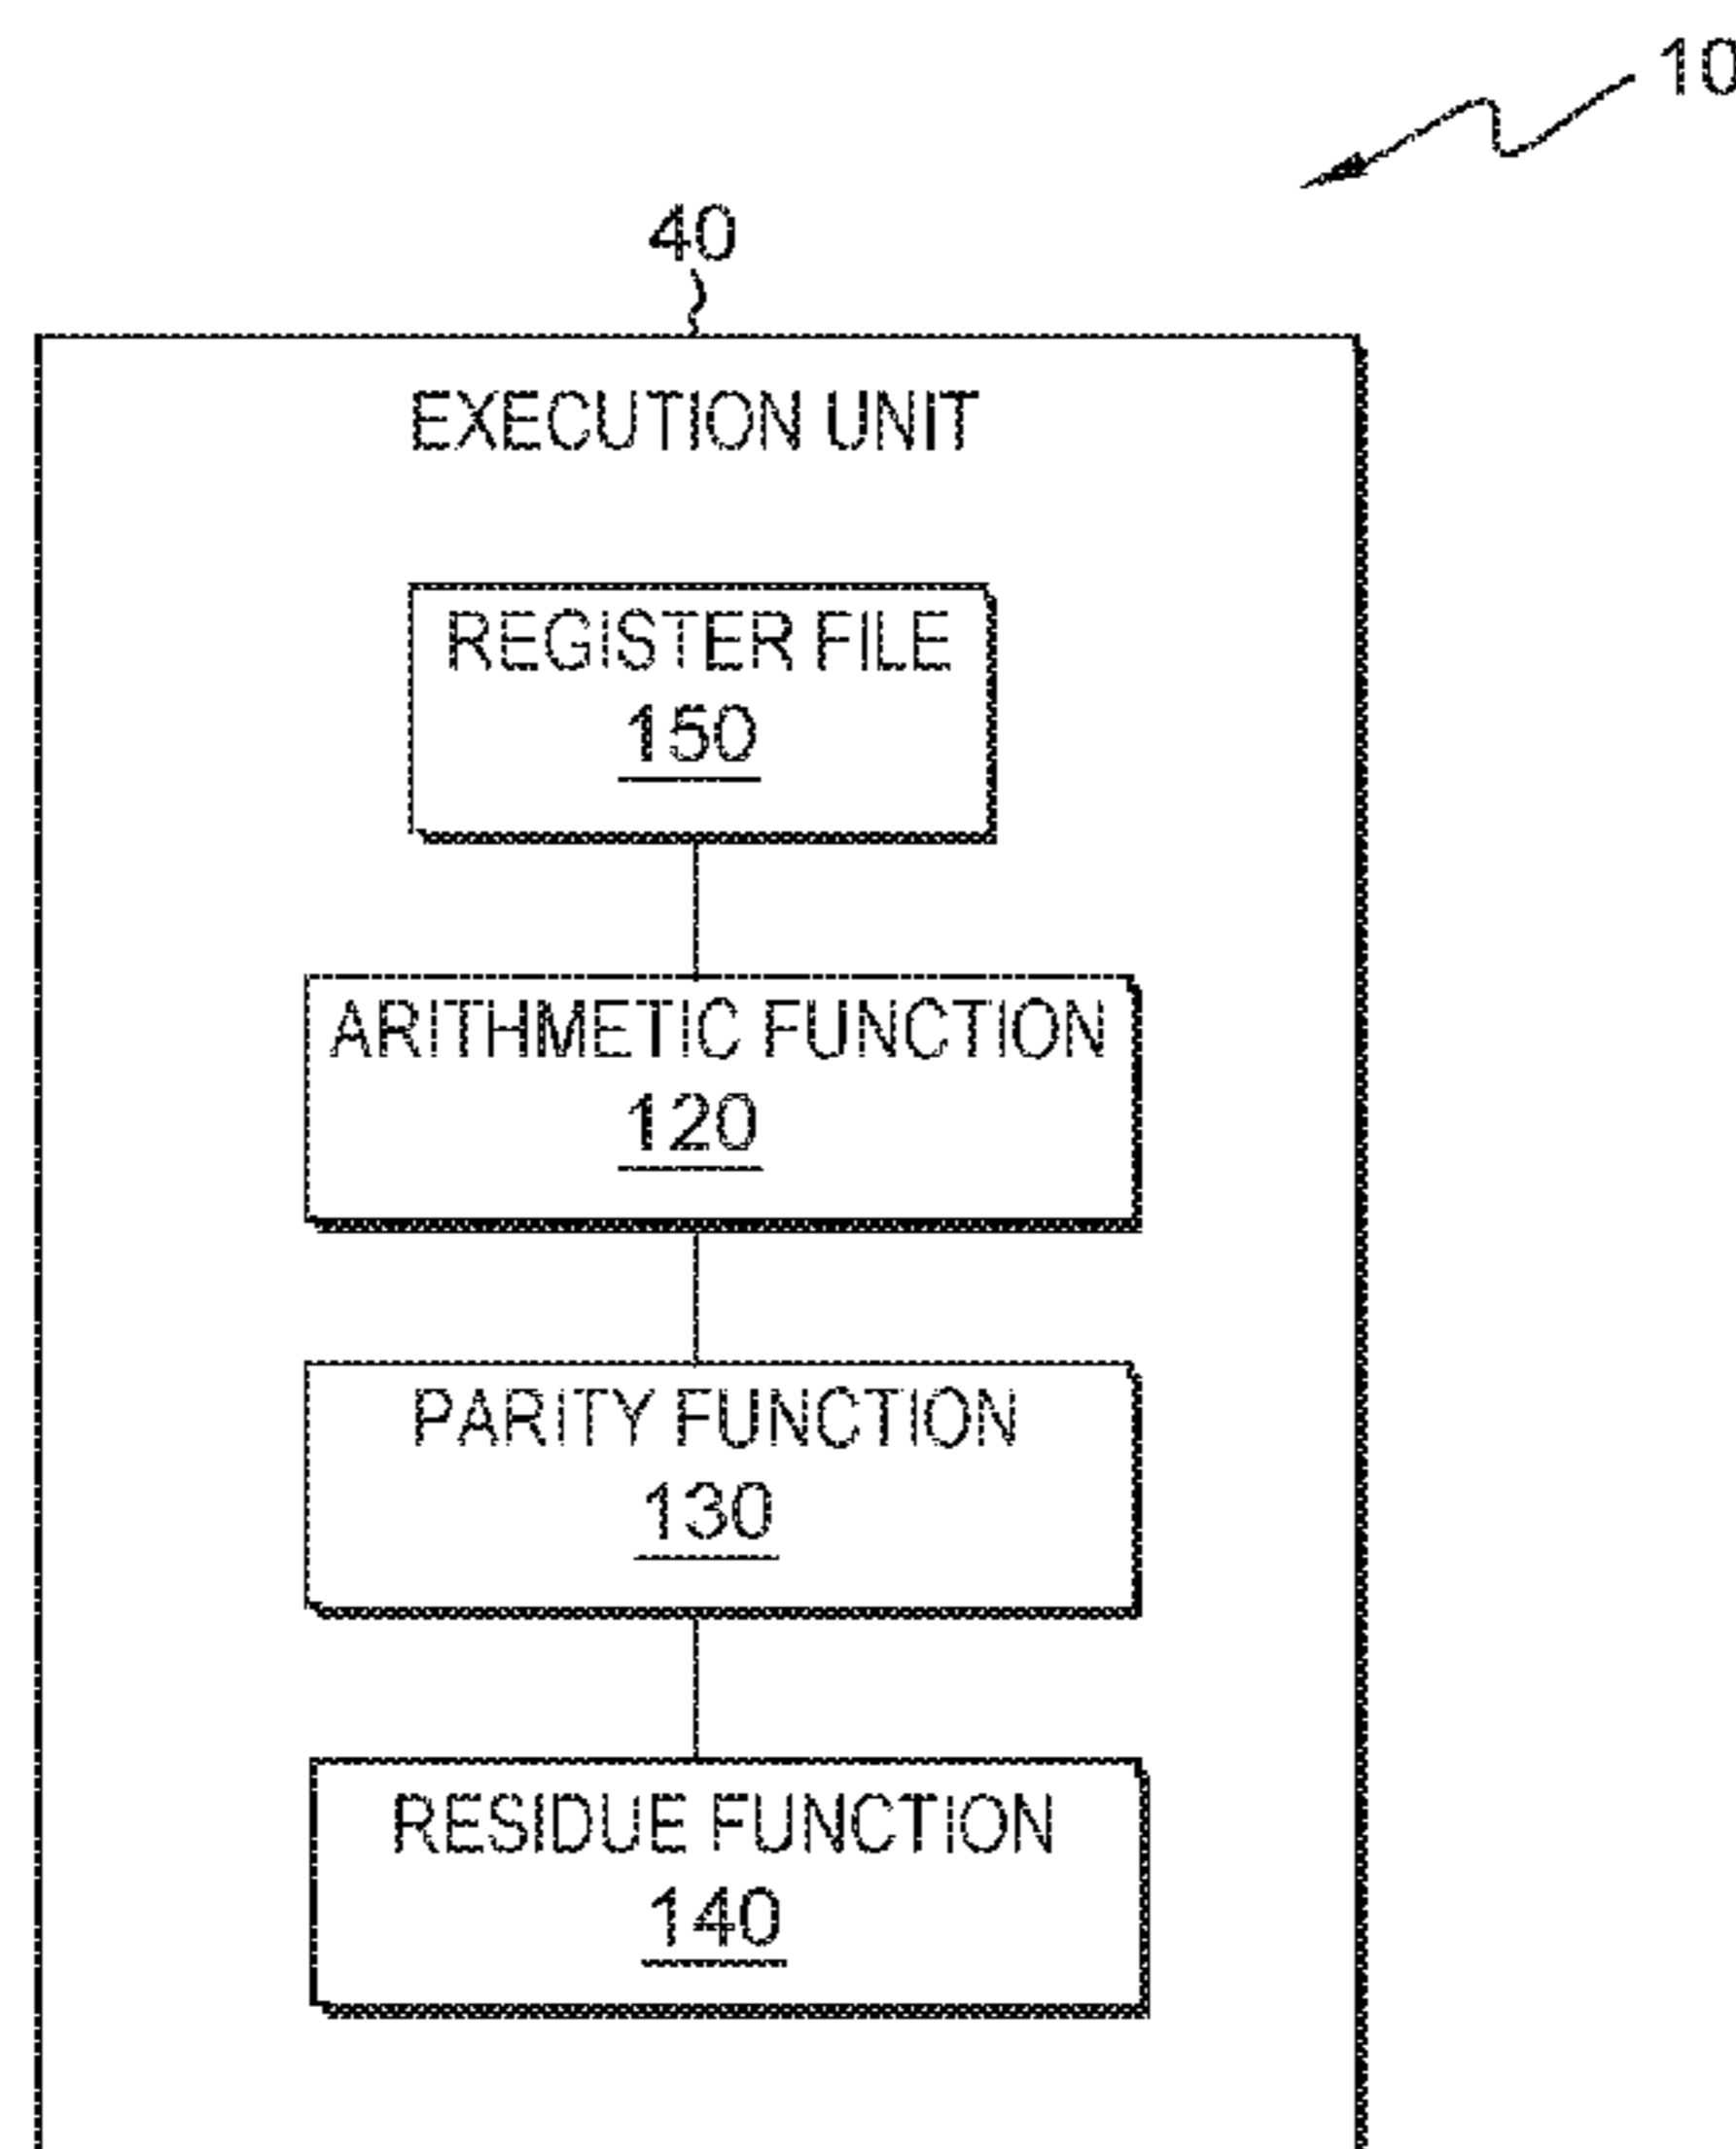 10
40
EXECUTION UNIT
REGISTER FILE
150
ARITHMETIC FUNCTION
120
PARITY FUNCTION
130
RESIDUE FUNCTION
140